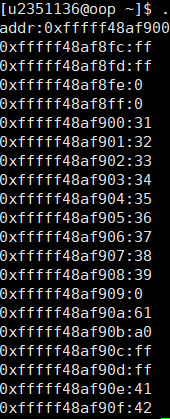 [u2351136@oop ~]$ .
addr:0xfffff48af900
0xfffff48af8fc:ff
0xfffff48af8fd:ff
0xfffff48af8fe:0
0xfffff48af8ff:0
0xfffff48af900:31
0xfffff48af901:32
0xfffff48af902:33
0xfffff48af903:34
0xfffff48af904:35
0xfffff48af905:36
0xfffff48af906:37
0xfffff48af907:38
0xfffff48af908:39
0xfffff48af909:0
0xfffff48af90a:61
0xfffff48af90b:a0
0xfffff48af90c:ff
0xfffff48af90d:ff
0xfffff48af90e:41
0xfffff48af90f:42